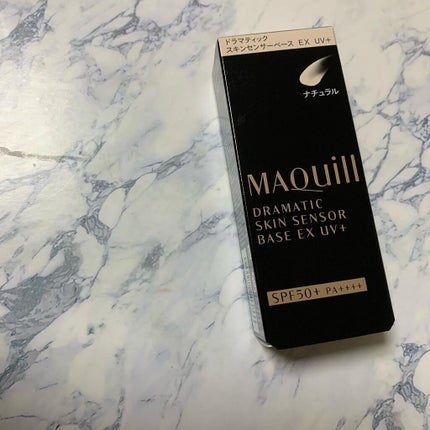 ドラマティック
スキンセンサーベース EX UV+
ナチュラル
MAQuill
DRAMATIC
SKIN SENSOR
BASE EX UV+
SPF50+ PA++++